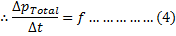 ∴ Δp_Total / Δt = f … … … … … (4)